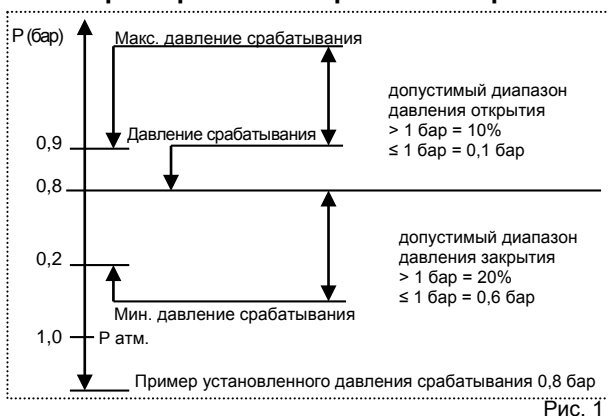 P (бар)
Макс. давление срабатывания
допустимый диапазон
давления открытия
> 1 бар = 10%
≤ 1 бар = 0,1 бар
Давление срабатывания
0,9
0,8
допустимый диапазон
давления закрытия
> 1 бар = 20%
≤ 1 бар = 0,6 бар
0,2
Мин. давление срабатывания
1,0
P атм.
Пример установленного давления срабатывания 0,8 бар
Рис. 1